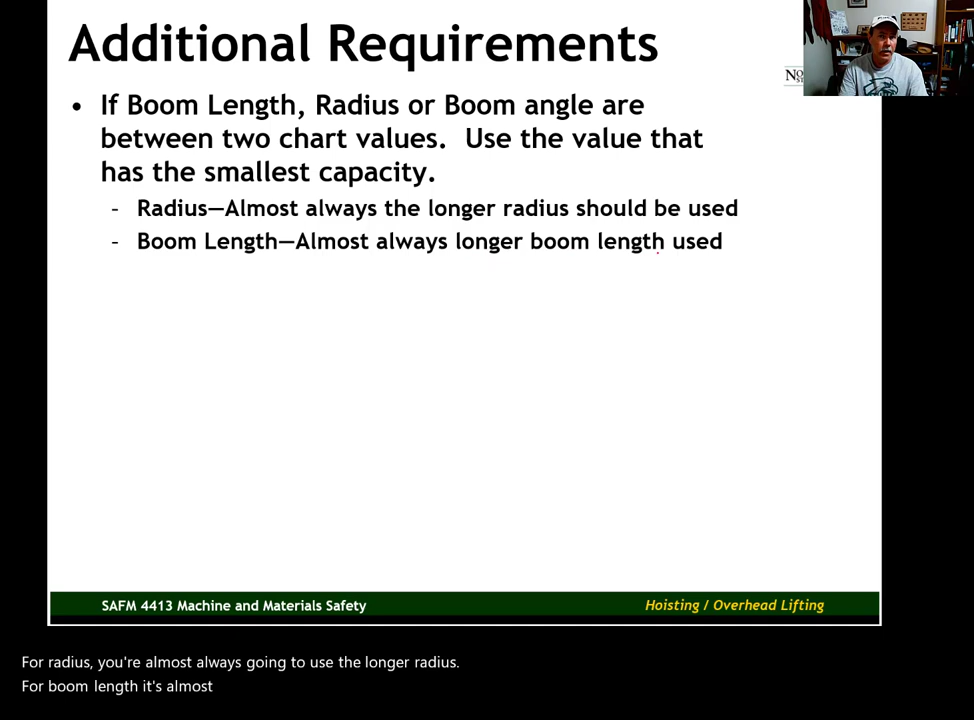 Additional Requirements
• If Boom Length, Radius or Boom angle are
between two chart values. Use the value that
has the smallest capacity.
- Radius—Almost always the longer radius should be used
- Boom Length—Almost always longer boom length used
SAFM 4413 Machine and Materials Safety
Hoisting / Overhead Lifting
For radius, you're almost always going to use the longer radius.
For boom length it's almost